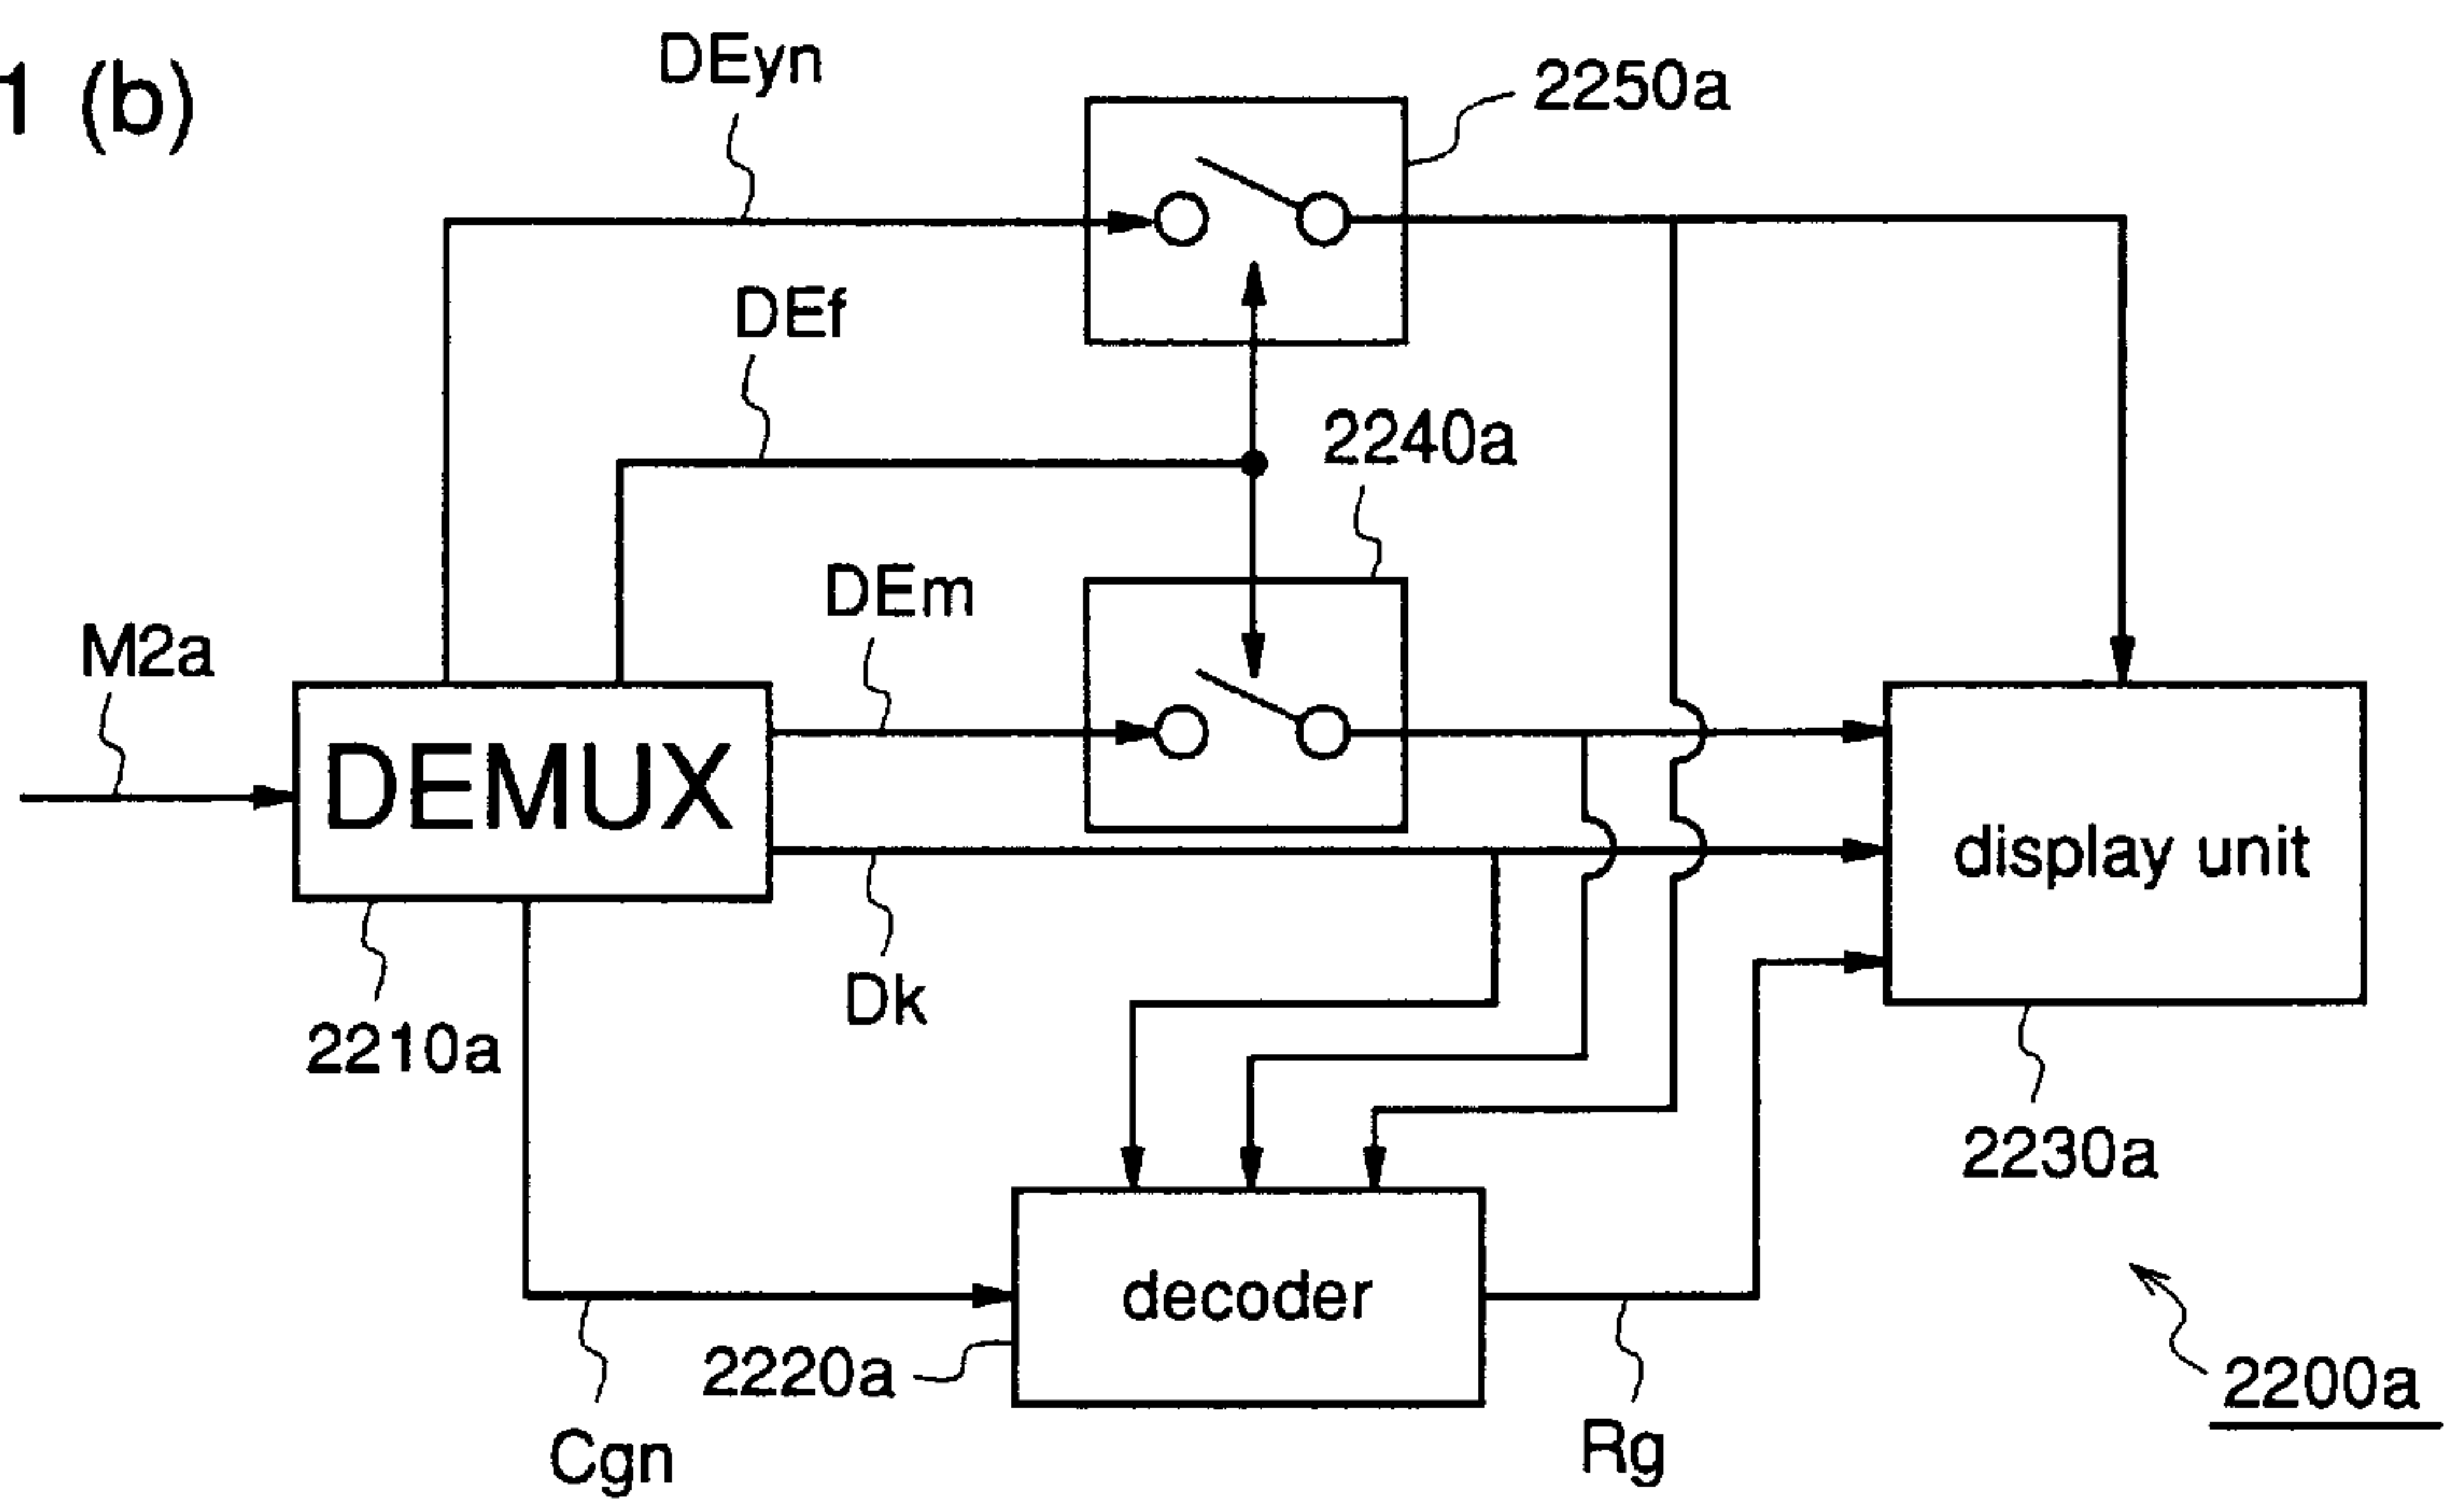 1 (b)
DEyn
2250a
DEf
2240a
DEm
M2a
DEMUX
display unit
Dk
2210a
2230a
decoder
2220a
2200a
Cgn
Rg